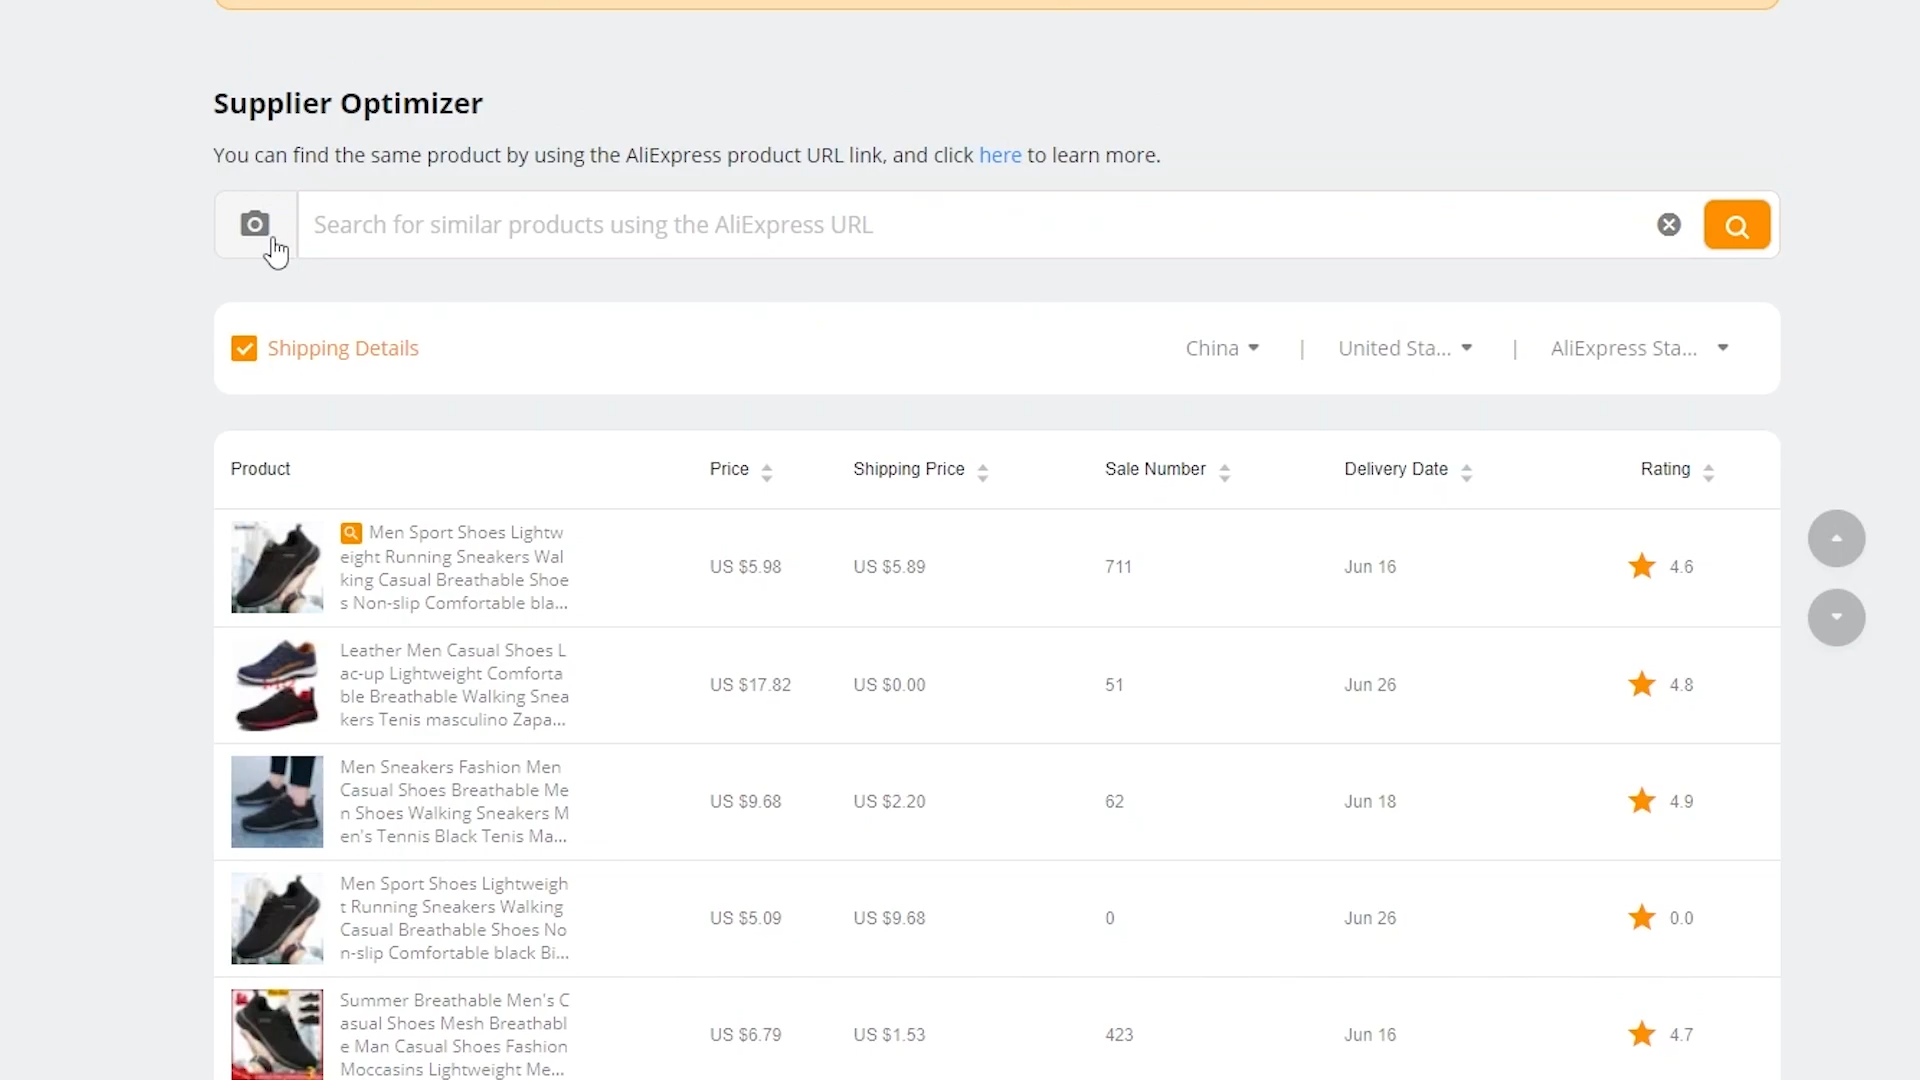 Supplier Optimizer
You can find the same product by using the AliExpress product URL link, and click here to learn more.
Search for similar products using the AliExpress URL
Shipping Details
China | United Sta... | AliExpress Sta...
Product Price Shipping Price Sale Number Delivery Date Rating
Men Sport Shoes Lightw
eight Running Sneakers Wal
king Casual Breathable Shoe
s Non-slip Comfortable bla...
US $5.98 US $5.89 711 Jun 16 4.6
Leather Men Casual Shoes L
ac-up Lightweight Comforta
ble Breathable Walking Snea
kers Tenis masculino Zapa...
US $17.82 US $0.00 51 Jun 26 4.8
Men Sneakers Fashion Men
Casual Shoes Breathable Me
n Shoes Walking Sneakers M
en's Tennis Black Tenis Ma...
US $9.68 US $2.20 62 Jun 18 4.9
Men Sport Shoes Lightweigh
t Running Sneakers Walking
Casual Breathable Shoes No
n-slip Comfortable black Bi...
US $5.09 US $9.68 0 Jun 26 0.0
Summer Breathable Men's C
asual Shoes Mesh Breathabl
e Man Casual Shoes Fashion
Moccasins Lightweight Me...
US $6.79 US $1.53 423 Jun 16 4.7